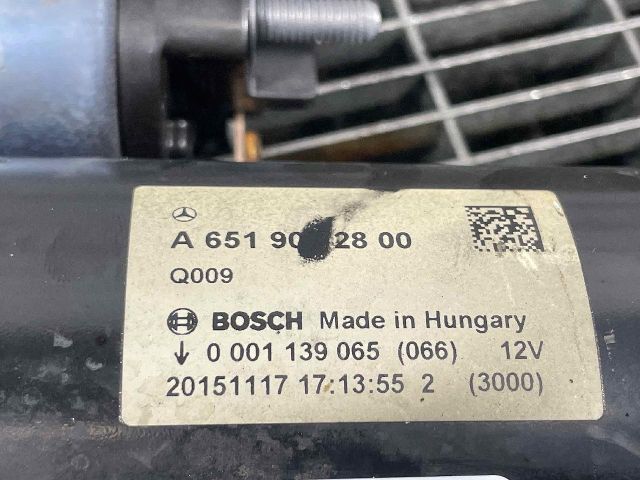 A 651 90 28 00
Q009
BOSCH Made in Hungary
0 001 139 065 (066) 12V
20151117 17:13:55 2 (3000)